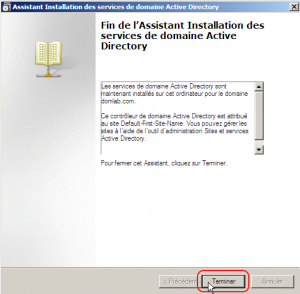 Assistant Installation des services de domaine Active Directory
Fin de l'Assistant Installation des
services de domaine Active
Directory
Les services de domaine Active Directory sont
maintenant installés sur cet ordinateur pour le domaine
domlab.com.
Ce contrôleur de domaine Active Directory est attribué
au site Default-First-Site-Name. Vous pouvez gérer les
sites à l'aide de l'outil d'administration Sites et services
Active Directory.
Pour fermer cet Assistant, cliquez sur Terminer.
< Précédent
Terminer
Annuler